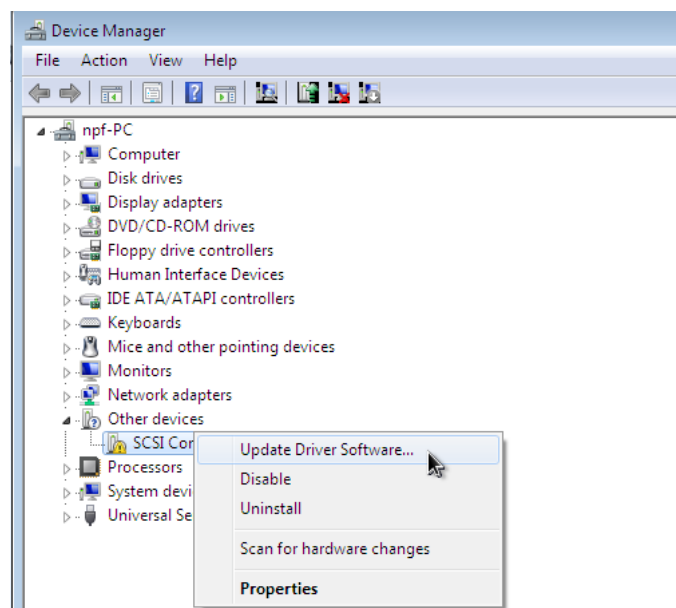 Device Manager
File Action View Help
npf-PC
Computer
Disk drives
Display adapters
DVD/CD-ROM drives
Floppy drive controllers
Human Interface Devices
IDE ATA/ATAPI controllers
Keyboards
Mice and other pointing devices
Monitors
Network adapters
Other devices
SCSI Cor
Update Driver Software...
Processors
Disable
System devi
Uninstall
Universal Se
Scan for hardware changes
Properties